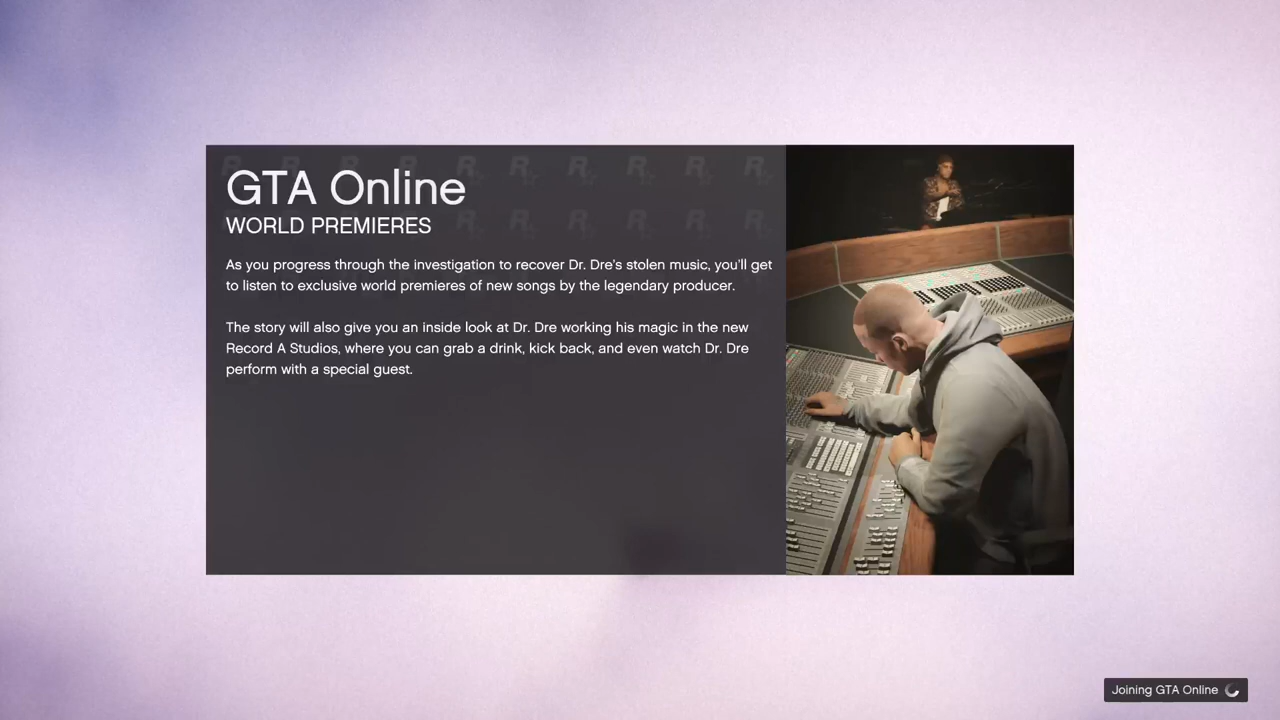 GTA Online
WORLD PREMIERES
As you progress through the investigation to recover Dr. Dre's stolen music, you'll get
to listen to exclusive world premieres of new songs by the legendary producer.
The story will also give you an inside look at Dr. Dre working his magic in the new
Record A Studios, where you can grab a drink, kick back, and even watch Dr. Dre
perform with a special guest.
Joining GTA Online